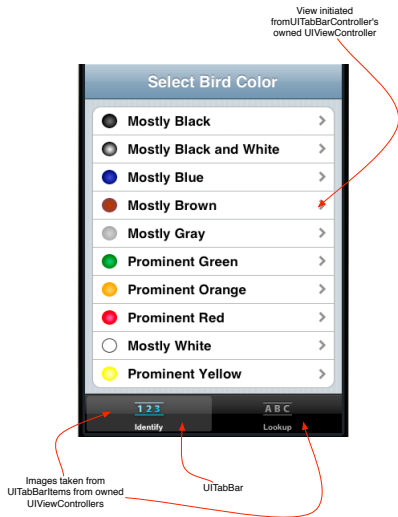 View initiated
fromUITabBarController's
owned UIViewController
Select Bird Color
Mostly Black
Mostly Black and White
Mostly Blue
Mostly Brown
Mostly Gray
Prominent Green
Prominent Orange
Prominent Red
Mostly White
Prominent Yellow
123 ABC
Identify Lookup
Images taken from
UITabBarItems from owned
UIViewControllers
UITabBar